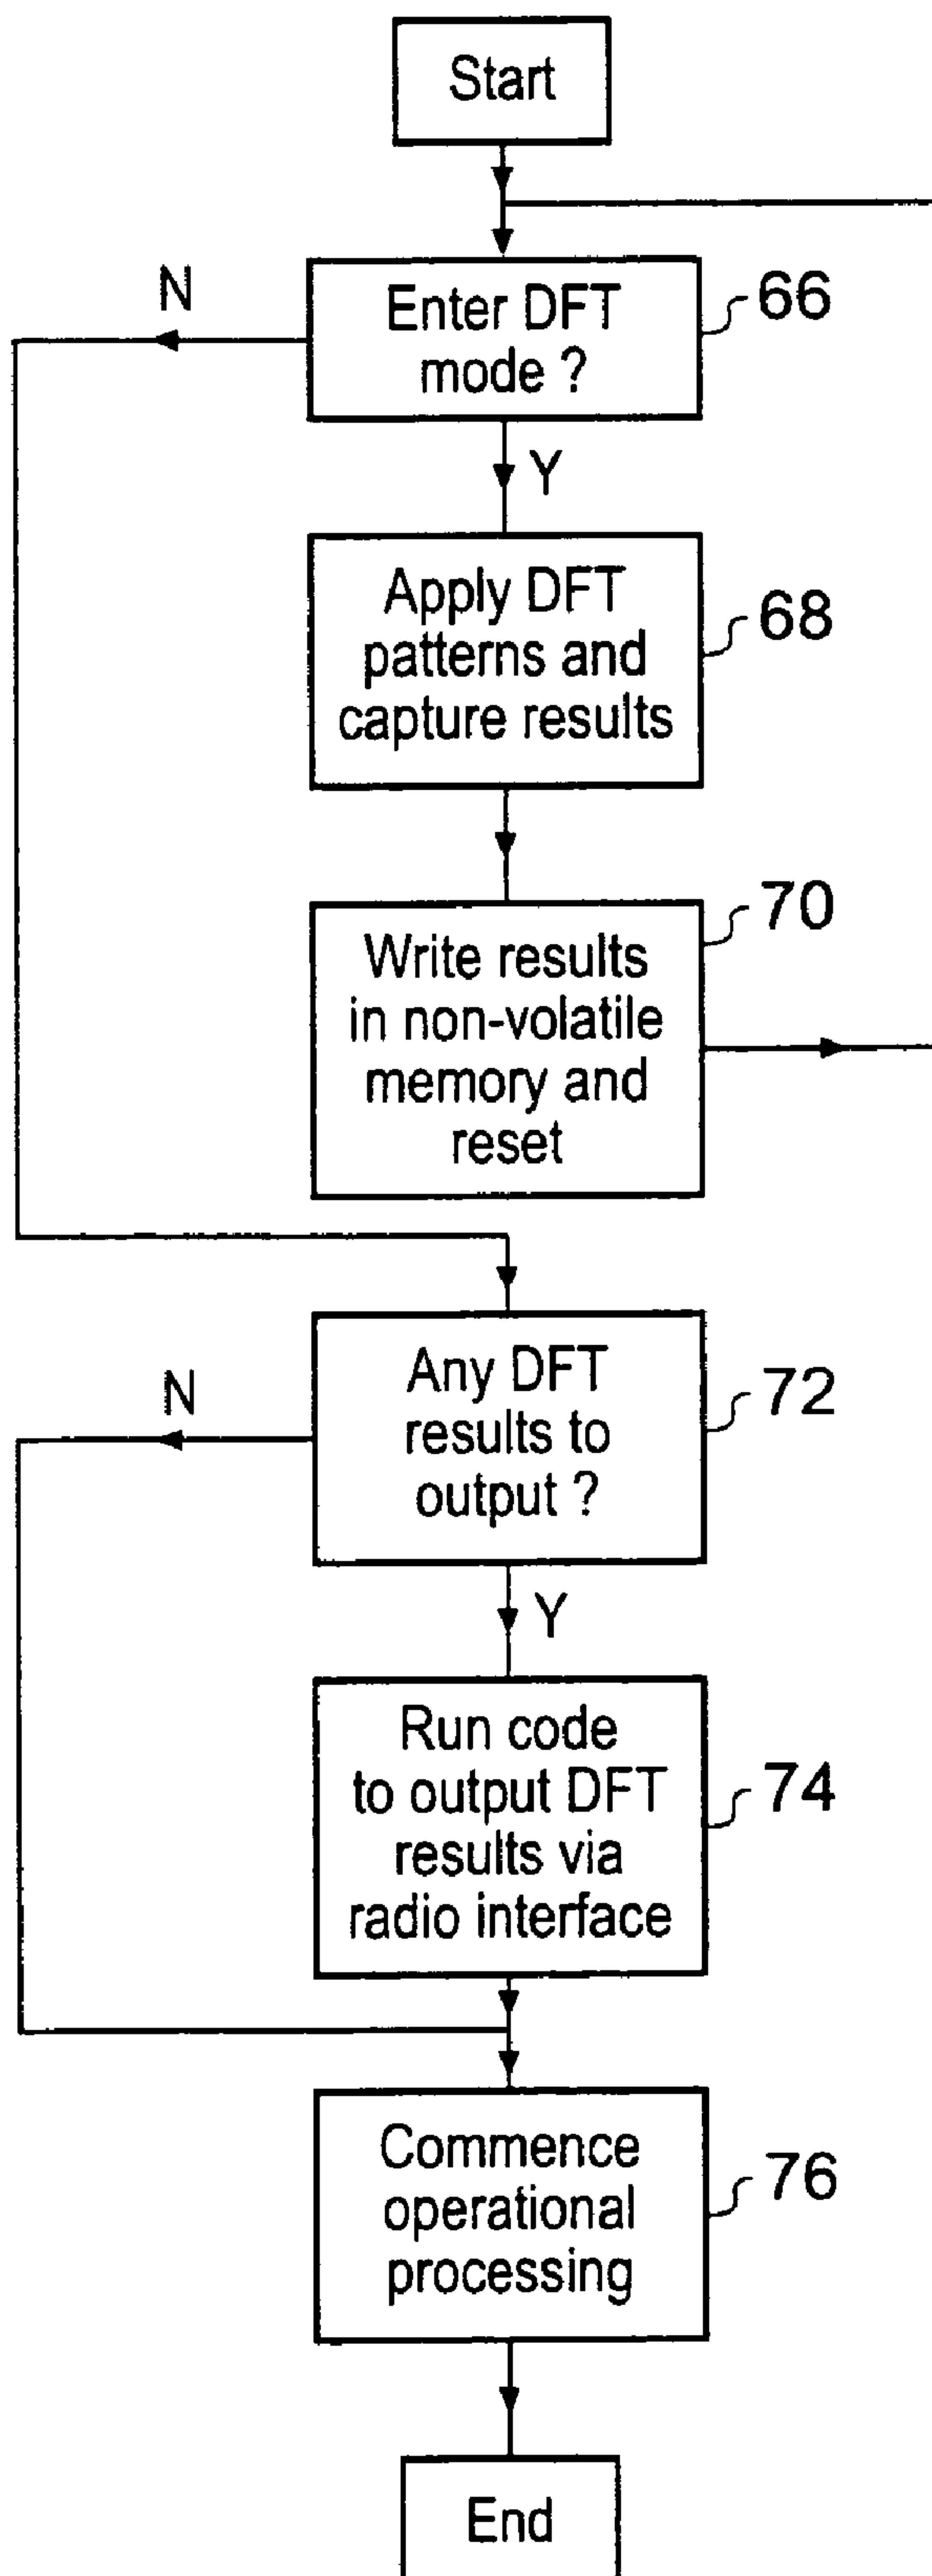 Start
N
Enter DFT
mode ?
66
Y
Apply DFT
patterns and
capture results
68
70
Write results
in non-volatile
memory and
reset
N
Any DFT
results to
output ?
72
Y
Run code
to output DFT
results via
radio interface
74
Commence
operational
processing
76
End